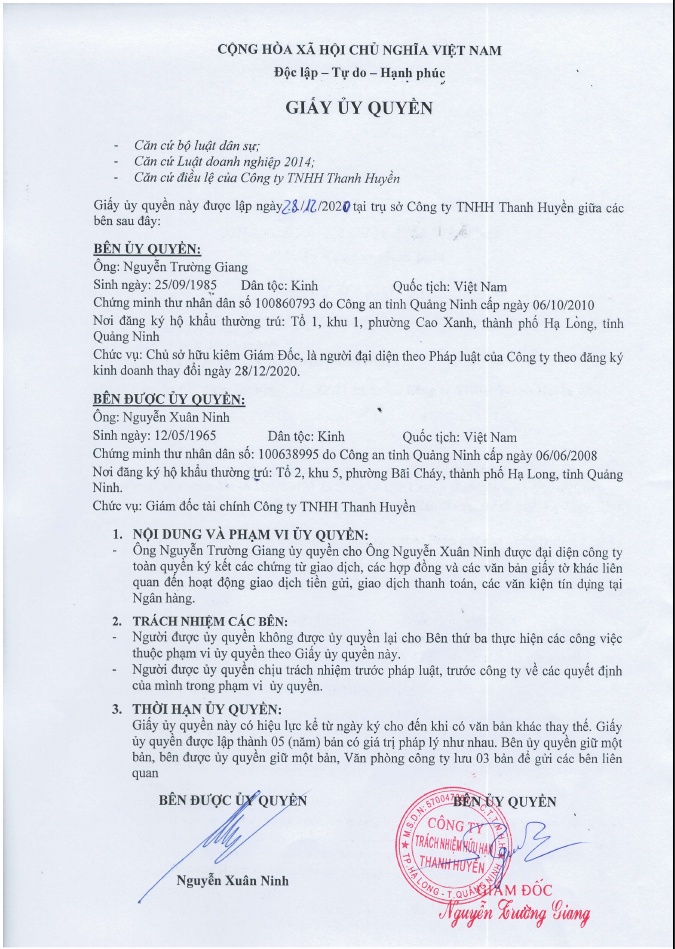 CỘNG HÒA XÃ HỘI CHỦ NGHĨA VIỆT NAM
Độc lập – Tự do – Hạnh phúc
GIẤY ỦY QUYỀN
- Căn cứ bộ luật dân sự;
- Căn cứ Luật doanh nghiệp 2014;
- Căn cứ điều lệ của Công ty TNHH Thanh Huyền
Giấy ủy quyền này được lập ngày 28/12/2020 tại trụ sở Công ty TNHH Thanh Huyền giữa các
bên sau đây:
BÊN ỦY QUYỀN:
Ông: Nguyễn Trường Giang
Sinh ngày: 25/09/1985 Dân tộc: Kinh Quốc tịch: Việt Nam
Chứng minh thư nhân dân số 100860793 do Công an tỉnh Quảng Ninh cấp ngày 06/10/2010
Nơi đăng ký hộ khẩu thường trú: Tổ 1, khu 1, phường Cao Xanh, thành phố Hạ Long, tỉnh
Quảng Ninh
Chức vụ: Chủ sở hữu kiêm Giám Đốc, là người đại diện theo Pháp luật của Công ty theo đăng ký
kinh doanh thay đổi ngày 28/12/2020.
BÊN ĐƯỢC ỦY QUYỀN:
Ông: Nguyễn Xuân Ninh
Sinh ngày: 12/05/1965 Dân tộc: Kinh Quốc tịch: Việt Nam
Chứng minh thư nhân dân số: 100638995 do Công an tỉnh Quảng Ninh cấp ngày 06/06/2008
Nơi đăng ký hộ khẩu thường trú: Tổ 2, khu 5, phường Bãi Cháy, thành phố Hạ Long, tỉnh Quảng
Ninh.
Chức vụ: Giám đốc tài chính Công ty TNHH Thanh Huyền
1. NỘI DUNG VÀ PHẠM VI ỦY QUYỀN:
- Ông Nguyễn Trường Giang ủy quyền cho Ông Nguyễn Xuân Ninh được đại diện công ty
toàn quyền ký kết các chứng từ giao dịch, các hợp đồng và các văn bản giấy tờ khác liên
quan đến hoạt động giao dịch tiền gửi, giao dịch thanh toán, các văn kiện tín dụng tại
Ngân hàng.
2. TRÁCH NHIỆM CÁC BÊN:
- Người được ủy quyền không được ủy quyền lại cho Bên thứ ba thực hiện các công việc
thuộc phạm vi ủy quyền theo Giấy ủy quyền này.
- Người được ủy quyền chịu trách nhiệm trước pháp luật, trước công ty về các quyết định
của mình trong phạm vi ủy quyền.
3. THỜI HẠN ỦY QUYỀN:
Giấy ủy quyền này có hiệu lực kể từ ngày ký cho đến khi có văn bản khác thay thế. Giấy
ủy quyền được lập thành 05 (năm) bản có giá trị pháp lý như nhau. Bên ủy quyền giữ một
bản, bên được ủy quyền giữ một bản, Văn phòng công ty lưu 03 bản để gửi các bên liên
quan
BÊN ĐƯỢC ỦY QUYỀN BÊN ỦY QUYỀN
CÔNG TY
TRÁCH NHIỆM HỮU HẠN
THANH HUYỀN
TP.HẠ LONG - T.QUẢNG NINH
Nguyễn Xuân Ninh
GIÁM ĐỐC
Nguyễn Trường Giang